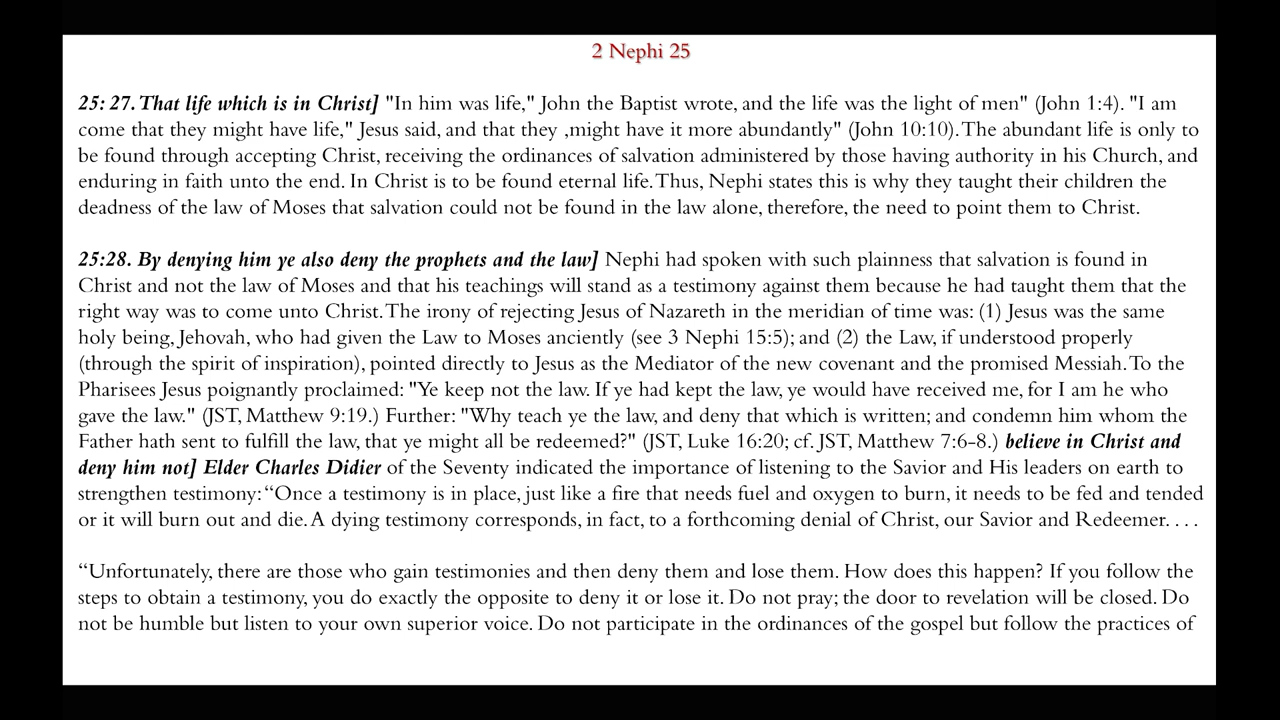 2 Nephi 25
25: 27. That life which is in Christ] "In him was life," John the Baptist wrote, and the life was the light of men" (John 1:4). "I am
come that they might have life," Jesus said, and that they ,might have it more abundantly" (John 10:10). The abundant life is only to
be found through accepting Christ, receiving the ordinances of salvation administered by those having authority in his Church, and
enduring in faith unto the end. In Christ is to be found eternal life. Thus, Nephi states this is why they taught their children the
deadness of the law of Moses that salvation could not be found in the law alone, therefore, the need to point them to Christ.
25:28. By denying him ye also deny the prophets and the law] Nephi had spoken with such plainness that salvation is found in
Christ and not the law of Moses and that his teachings will stand as a testimony against them because he had taught them that the
right way was to come unto Christ. The irony of rejecting Jesus of Nazareth in the meridian of time was: (1) Jesus was the same
holy being, Jehovah, who had given the Law to Moses anciently (see 3 Nephi 15:5); and (2) the Law, if understood properly
(through the spirit of inspiration), pointed directly to Jesus as the Mediator of the new covenant and the promised Messiah. To the
Pharisees Jesus poignantly proclaimed: "Ye keep not the law. If ye had kept the law, ye would have received me, for I am he who
gave the law." (JST, Matthew 9:19.) Further: "Why teach ye the law, and deny that which is written; and condemn him whom the
Father hath sent to fulfill the law, that ye might all be redeemed?" (JST, Luke 16:20; cf. JST, Matthew 7:6-8.) believe in Christ and
deny him not] Elder Charles Didier of the Seventy indicated the importance of listening to the Savior and His leaders on earth to
strengthen testimony: “Once a testimony is in place, just like a fire that needs fuel and oxygen to burn, it needs to be fed and tended
or it will burn out and die. A dying testimony corresponds, in fact, to a forthcoming denial of Christ, our Savior and Redeemer. . . .
“Unfortunately, there are those who gain testimonies and then deny them and lose them. How does this happen? If you follow the
steps to obtain a testimony, you do exactly the opposite to deny it or lose it. Do not pray; the door to revelation will be closed. Do
not be humble but listen to your own superior voice. Do not participate in the ordinances of the gospel but follow the practices of